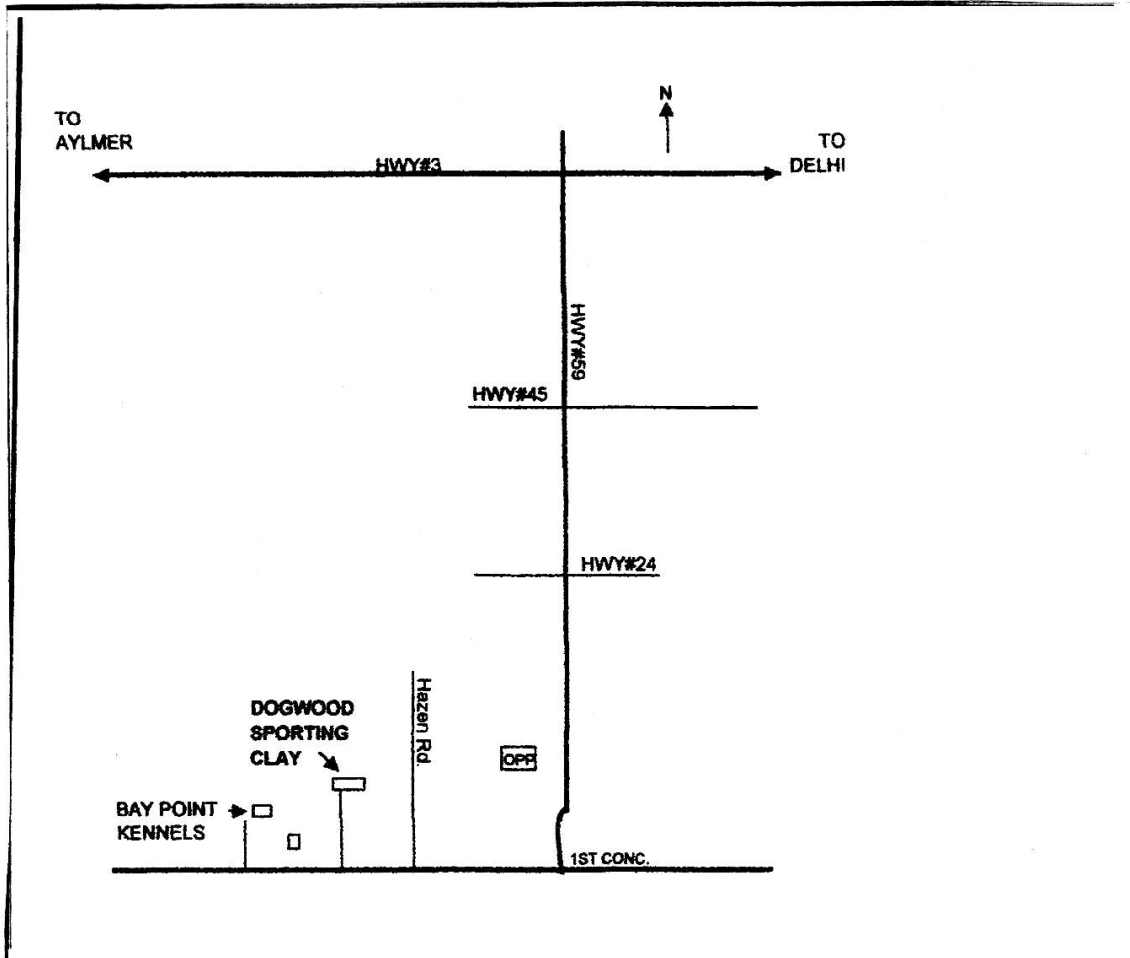 N
TO
AYLMER
TO
DELHI
HWY#3
HWY#59
HWY#45
HWY#24
Hazen Rd.
DOGWOOD
SPORTING
CLAY
OPP
BAY POINT
KENNELS
1ST CONC.